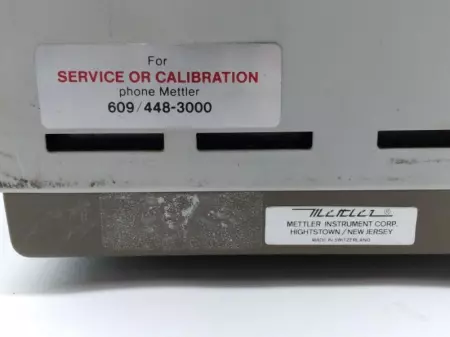 For
SERVICE OR CALIBRATION
phone Mettler
609/448-3000
Mettler ®
METTLER INSTRUMENT CORP.
HIGHTSTOWN/NEW JERSEY
MADE IN SWITZERLAND